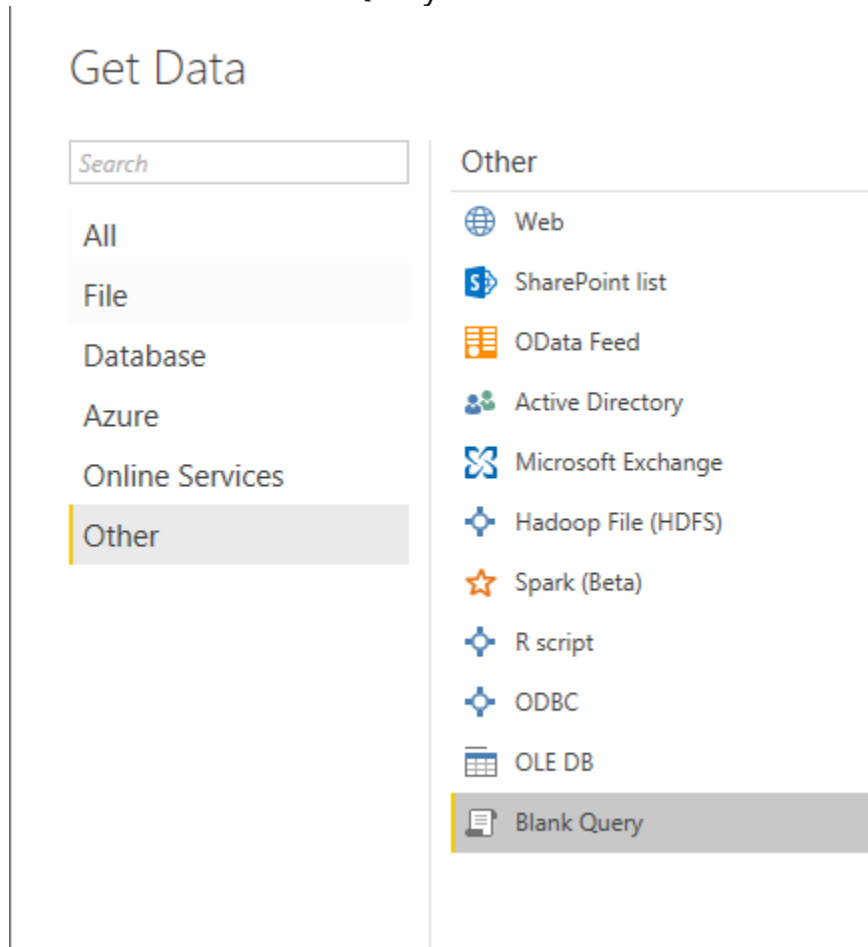 Get Data
Search
All
File
Database
Azure
Online Services
Other
Other
Web
SharePoint list
OData Feed
Active Directory
Microsoft Exchange
Hadoop File (HDFS)
Spark (Beta)
R script
ODBC
OLE DB
Blank Query